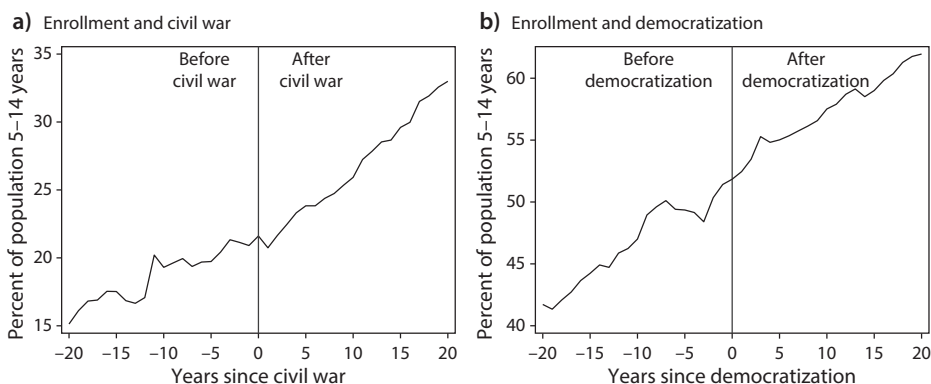 a) Enrollment and civil war
Percent of population 5–14 years
35
30
25
20
15
Before
civil war
After
civil war
−20 −15 −10 −5 0 5 10 15 20
Years since civil war
b) Enrollment and democratization
Percent of population 5–14 years
60
55
50
45
40
Before
democratization
After
democratization
−20 −15 −10 −5 0 5 10 15 20
Years since democratization